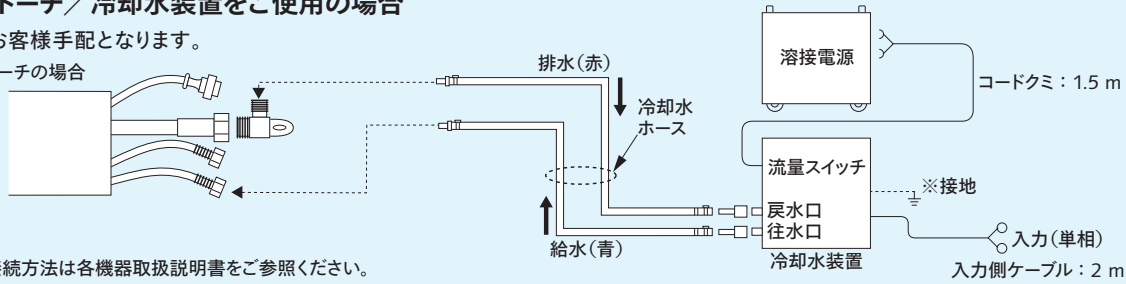 トーチ／冷却水装置をご使用の場合
お客様手配となります。
ーチの場合
排水(赤)
冷却水
ホース
給水(青)
溶接電源
コードクミ：1.5 m
流量スイッチ
※接地
戻水口
往水口
冷却水装置
入力(単相)
入力側ケーブル：2 m
接続方法は各機器取扱説明書をご参照ください。